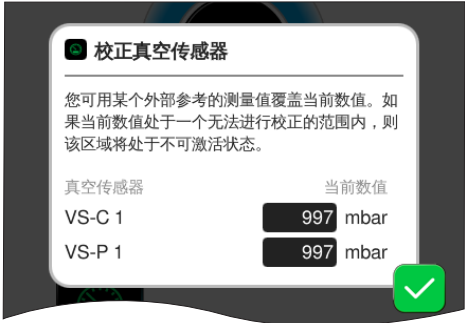 校正真空传感器
您可用某个外部参考的测量值覆盖当前数值。如
果当前数值处于一个无法进行校正的范围内，则
该区域将处于不可激活状态。
真空传感器 当前数值
VS-C 1 997 mbar
VS-P 1 997 mbar